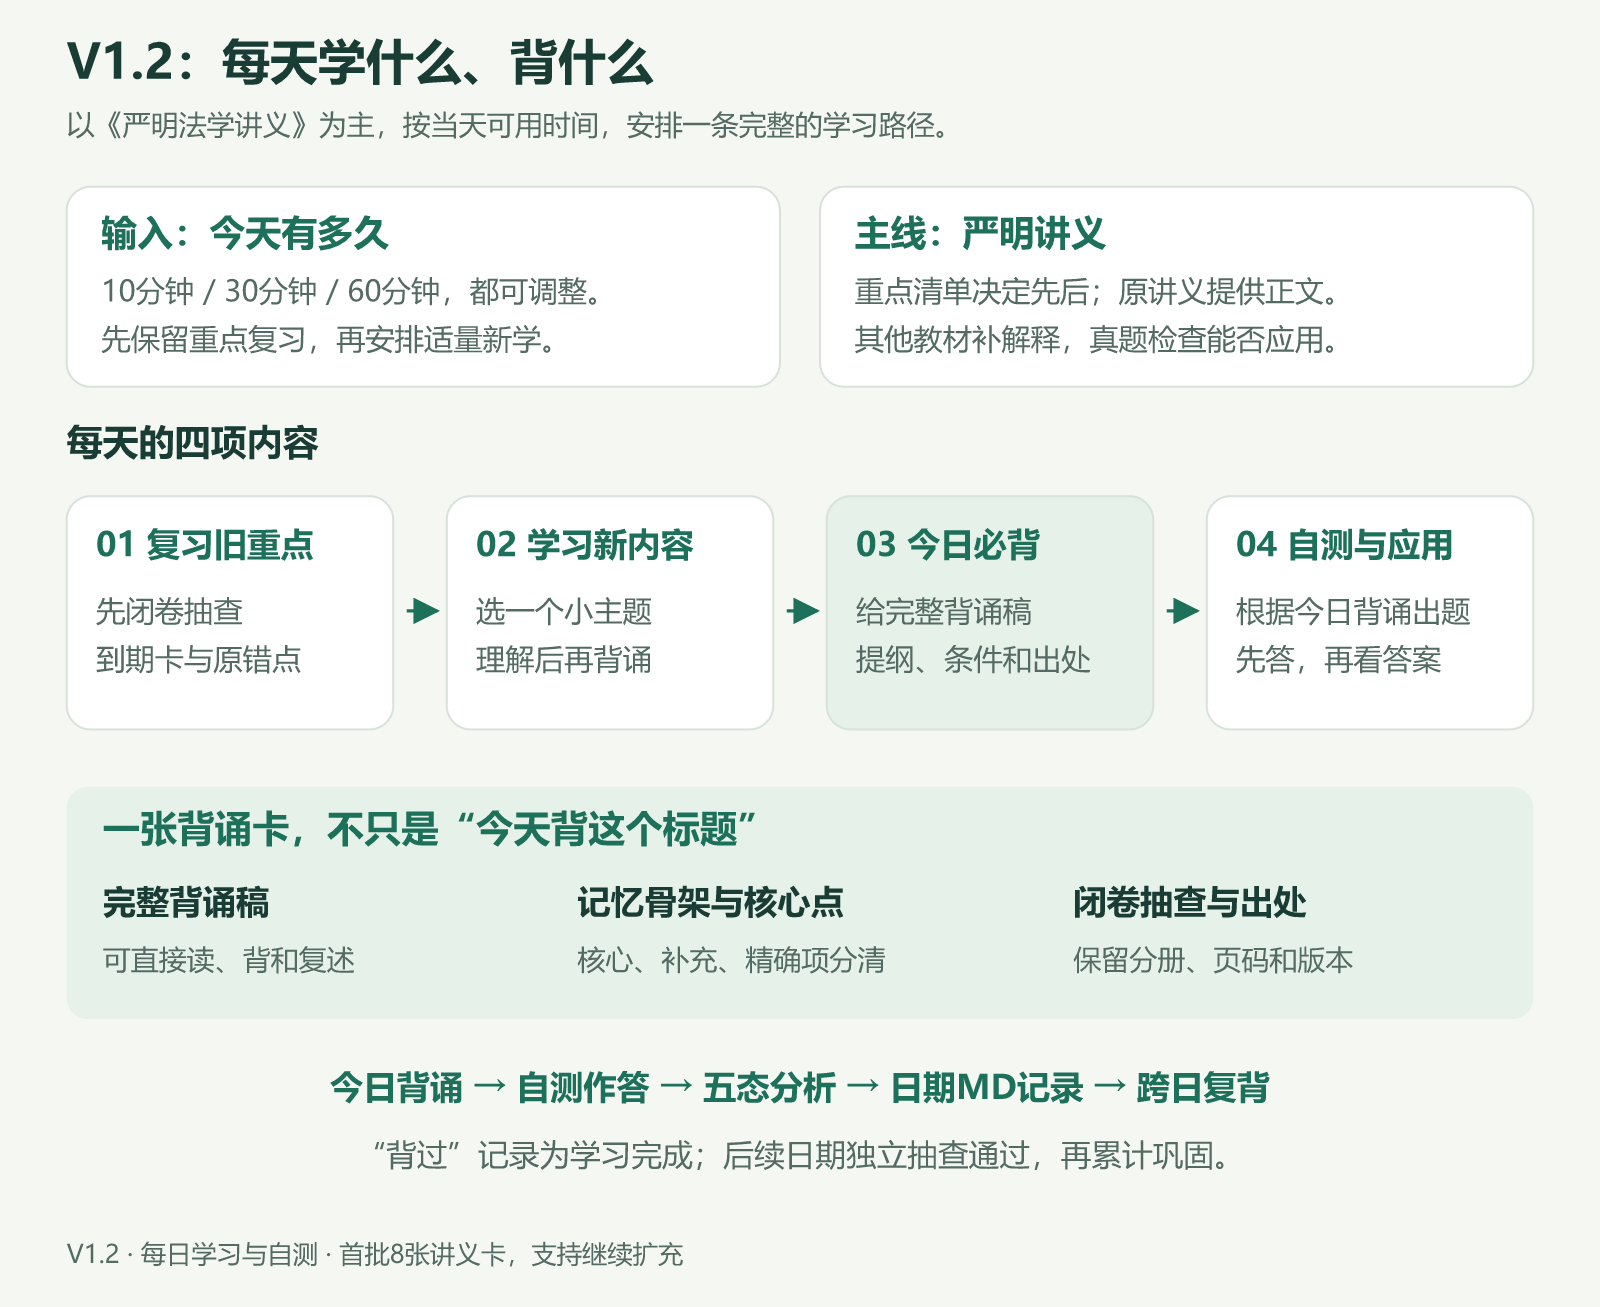 V1.2：每天学什么、背什么
以《严明法学讲义》为主，按当天可用时间，安排一条完整的学习路径。
输入：今天有多久
10分钟 / 30分钟 / 60分钟，都可调整。
先保留重点复习，再安排适量新学。
主线：严明讲义
重点清单决定先后；原讲义提供正文。
其他教材补解释，真题检查能否应用。
每天的四项内容
01 复习旧重点
先闭卷抽查
到期卡与原错点
02 学习新内容
选一个小主题
理解后再背诵
03 今日必背
给完整背诵稿
提纲、条件和出处
04 自测与应用
根据今日背诵出题
先答，再看答案
一张背诵卡，不只是“今天背这个标题”
完整背诵稿
可直接读、背和复述
记忆骨架与核心点
核心、补充、精确项分清
闭卷抽查与出处
保留分册、页码和版本
今日背诵 → 自测作答 → 五态分析 → 日期MD记录 → 跨日复背
“背过”记录为学习完成；后续日期独立抽查通过，再累计巩固。
V1.2 · 每日学习与自测 · 首批8张讲义卡，支持继续扩充